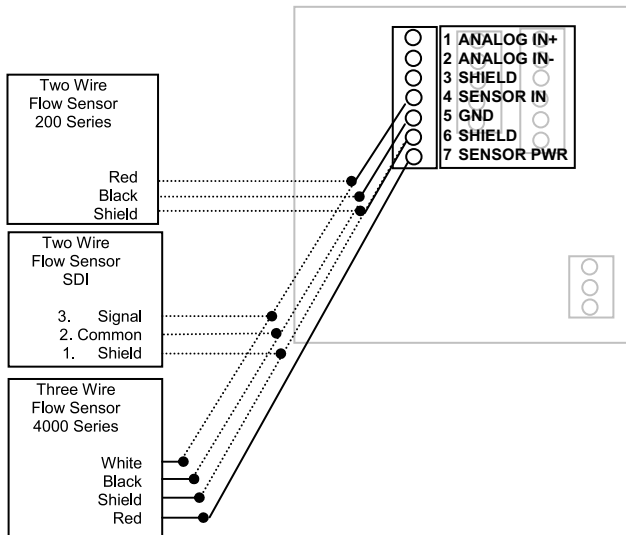 1 ANALOG IN+
2 ANALOG IN-
3 SHIELD
4 SENSOR IN
5 GND
6 SHIELD
7 SENSOR PWR
Two Wire
Flow Sensor
200 Series
Red
Black
Shield
Two Wire
Flow Sensor
SDI
3. Signal
2. Common
1. Shield
Three Wire
Flow Sensor
4000 Series
White
Black
Shield
Red